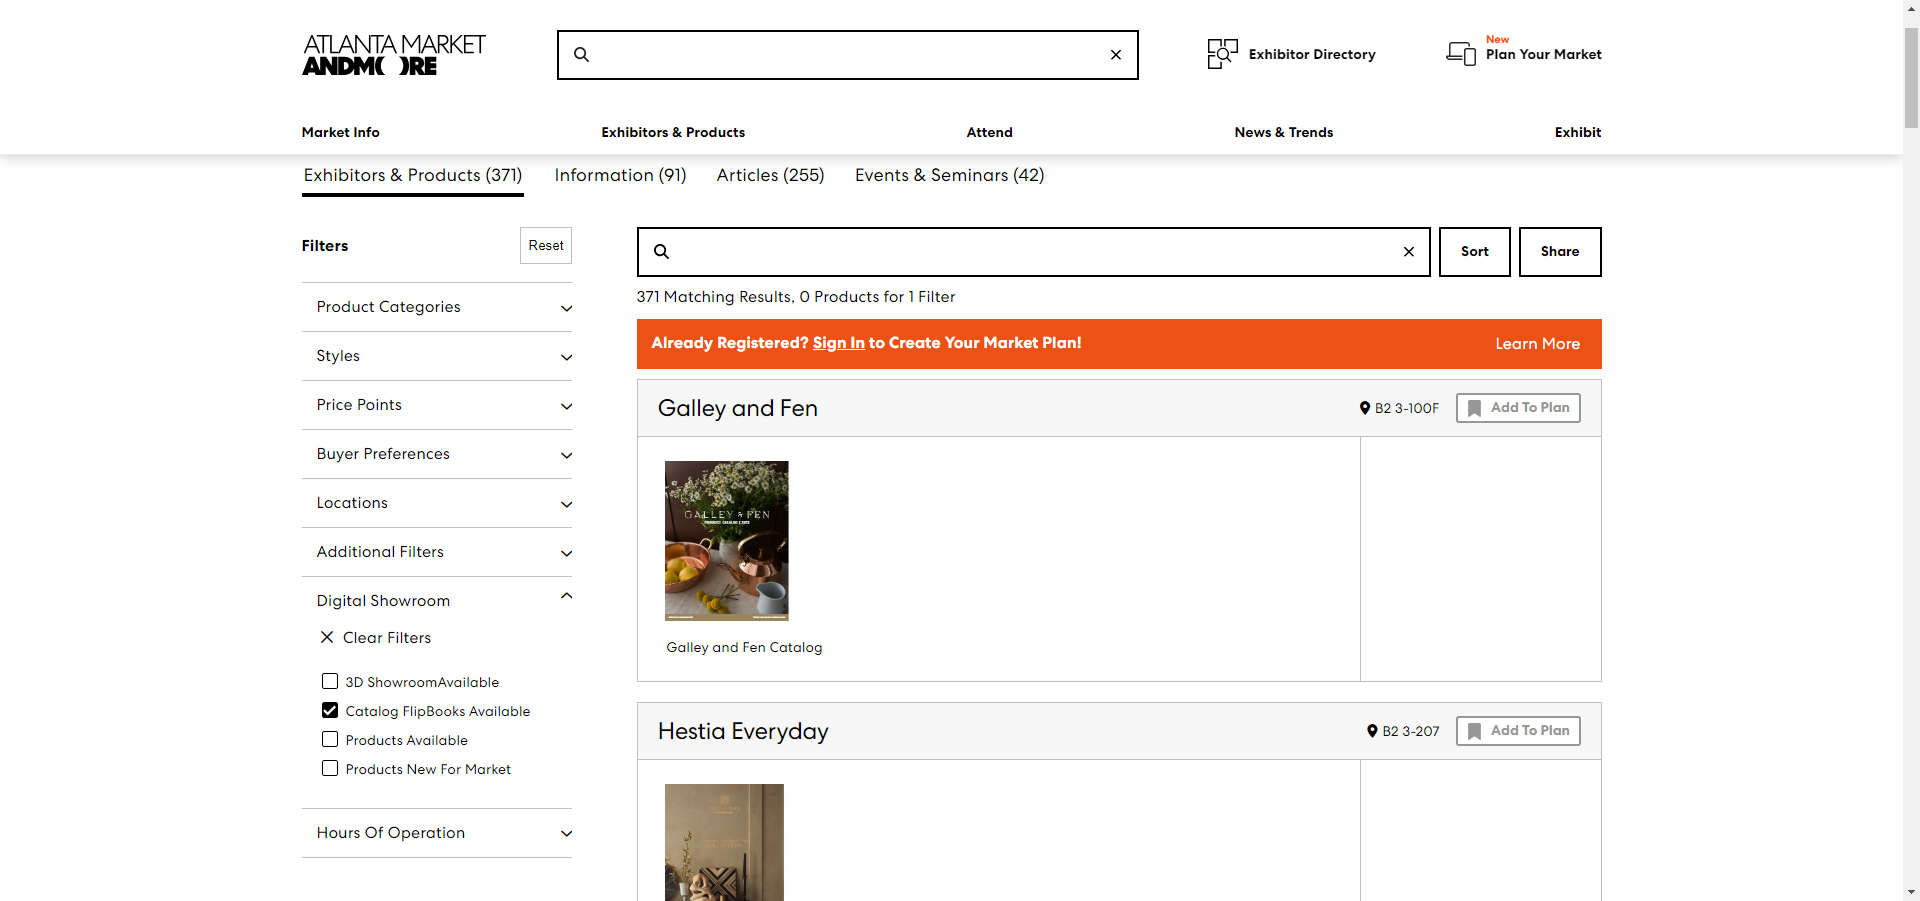 ATLANTA MARKET
ANDMORE
Exhibitor Directory
New
Plan Your Market
Market Info
Exhibitors & Products
Attend
News & Trends
Exhibit
Exhibitors & Products (371)
Information (91)
Articles (255)
Events & Seminars (42)
Filters
Reset
Sort
Share
371 Matching Results, 0 Products for 1 Filter
Product Categories
Styles
Price Points
Buyer Preferences
Locations
Additional Filters
Digital Showroom
Clear Filters
3D ShowroomAvailable
Catalog FlipBooks Available
Products Available
Products New For Market
Hours Of Operation
Already Registered? Sign In to Create Your Market Plan!
Learn More
Galley and Fen
B2 3-100F
Add To Plan
GALLEY & FEN
Galley and Fen Catalog
Hestia Everyday
B2 3-207
Add To Plan